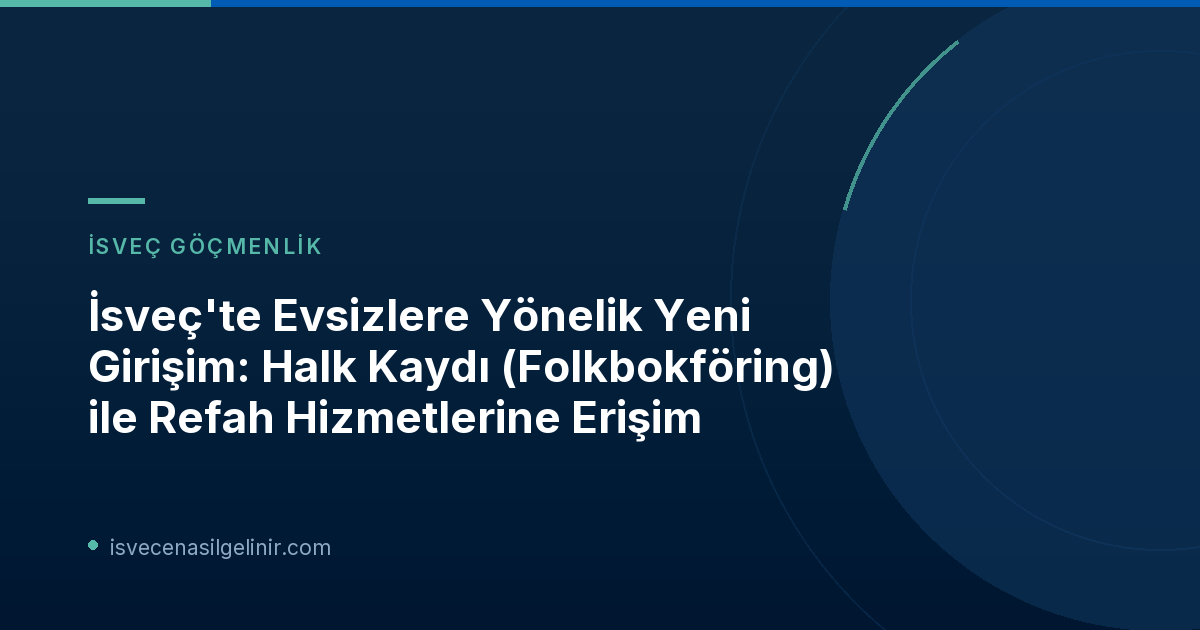 İSVEÇ GÖÇMENLİK
İsveç'te Evsizlere Yönelik Yeni
Girişim: Halk Kaydı (Folkbokföring)
ile Refah Hizmetlerine Erişim
isvecenasilgelinir.com